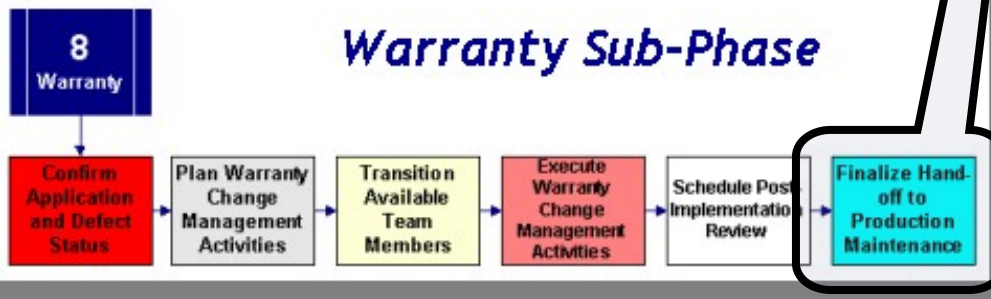 8
Warranty
Warranty Sub-Phase
Confirm
Application
and Defect
Status
Plan Warranty
Change
Management
Activities
Transition
Available
Team
Members
Execute
Warranty
Change
Management
Activities
Schedule Post-
Implementation
Review
Finalize Hand-
off to
Production
Maintenance